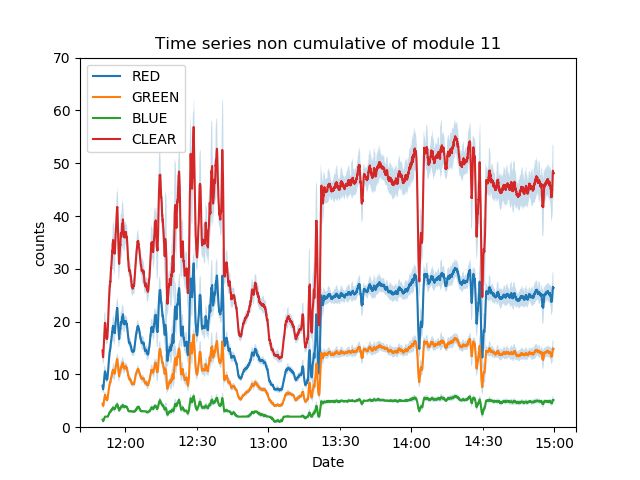 Time series non cumulative of module 11
70
60
50
40
30
20
10
0
counts
RED
GREEN
BLUE
CLEAR
12:00
12:30
13:00
13:30
14:00
14:30
15:00
Date